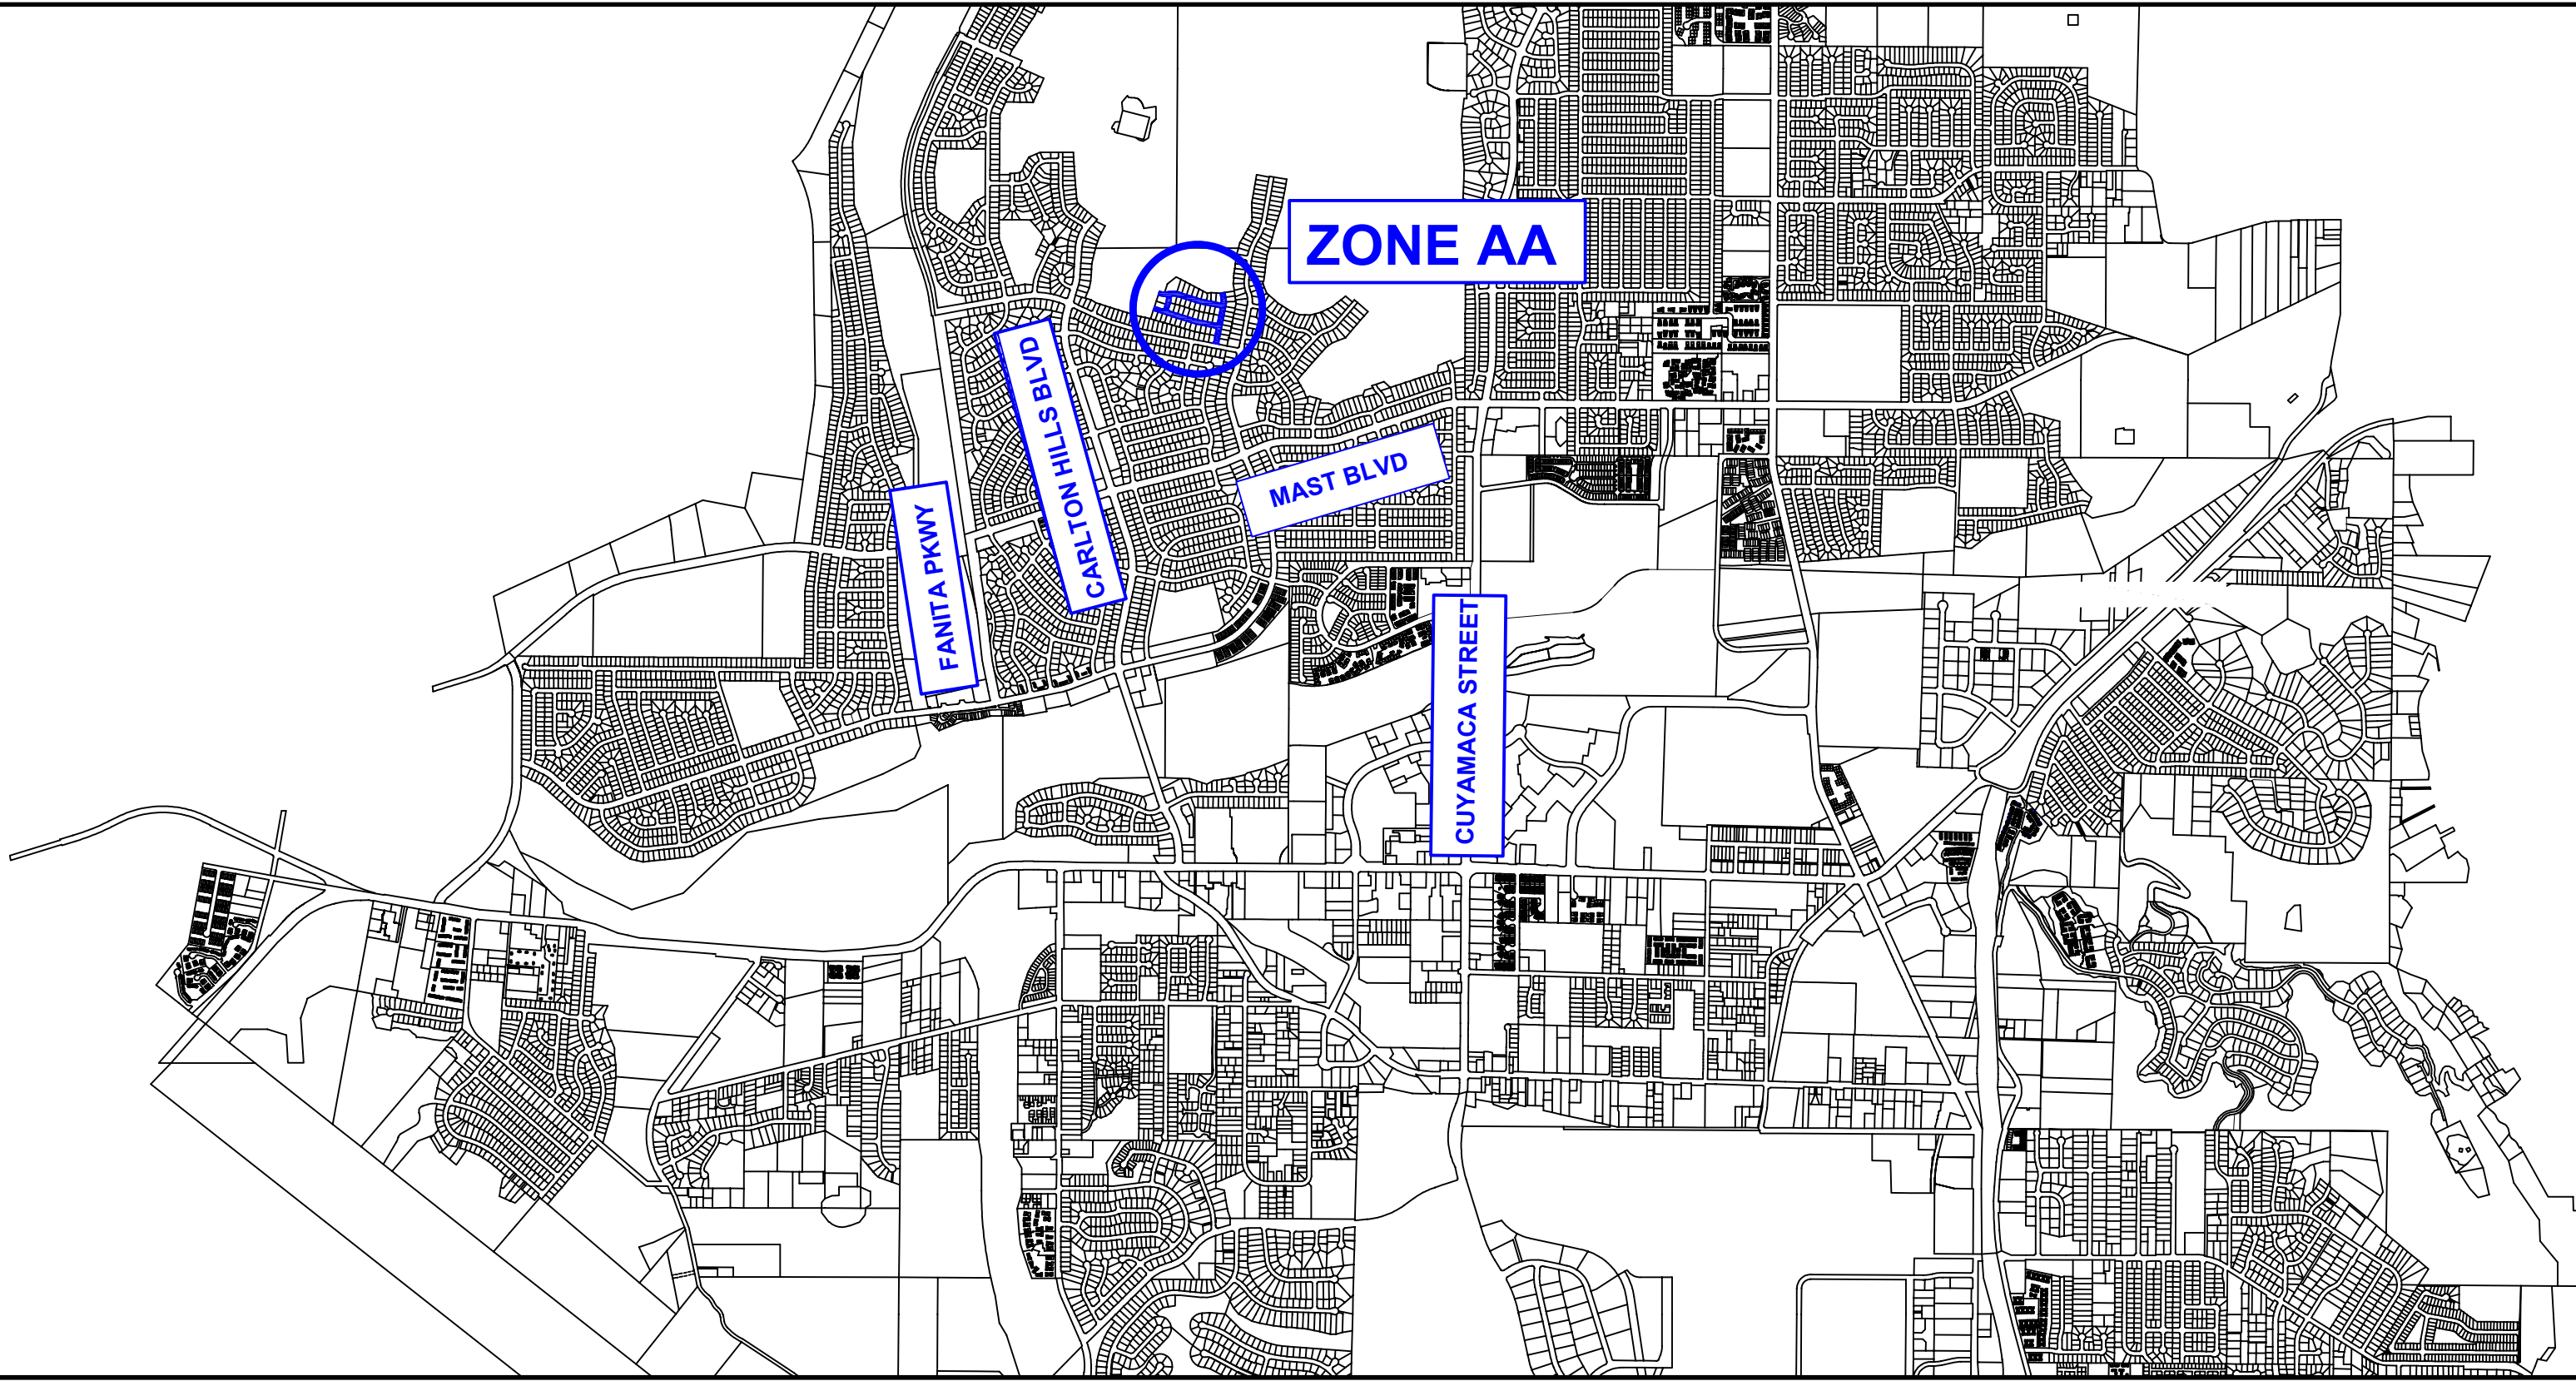 ZONE AA
CARLTON HILLS BLVD
MAST BLVD
FANITA PKWY
CUYAMACA STREET